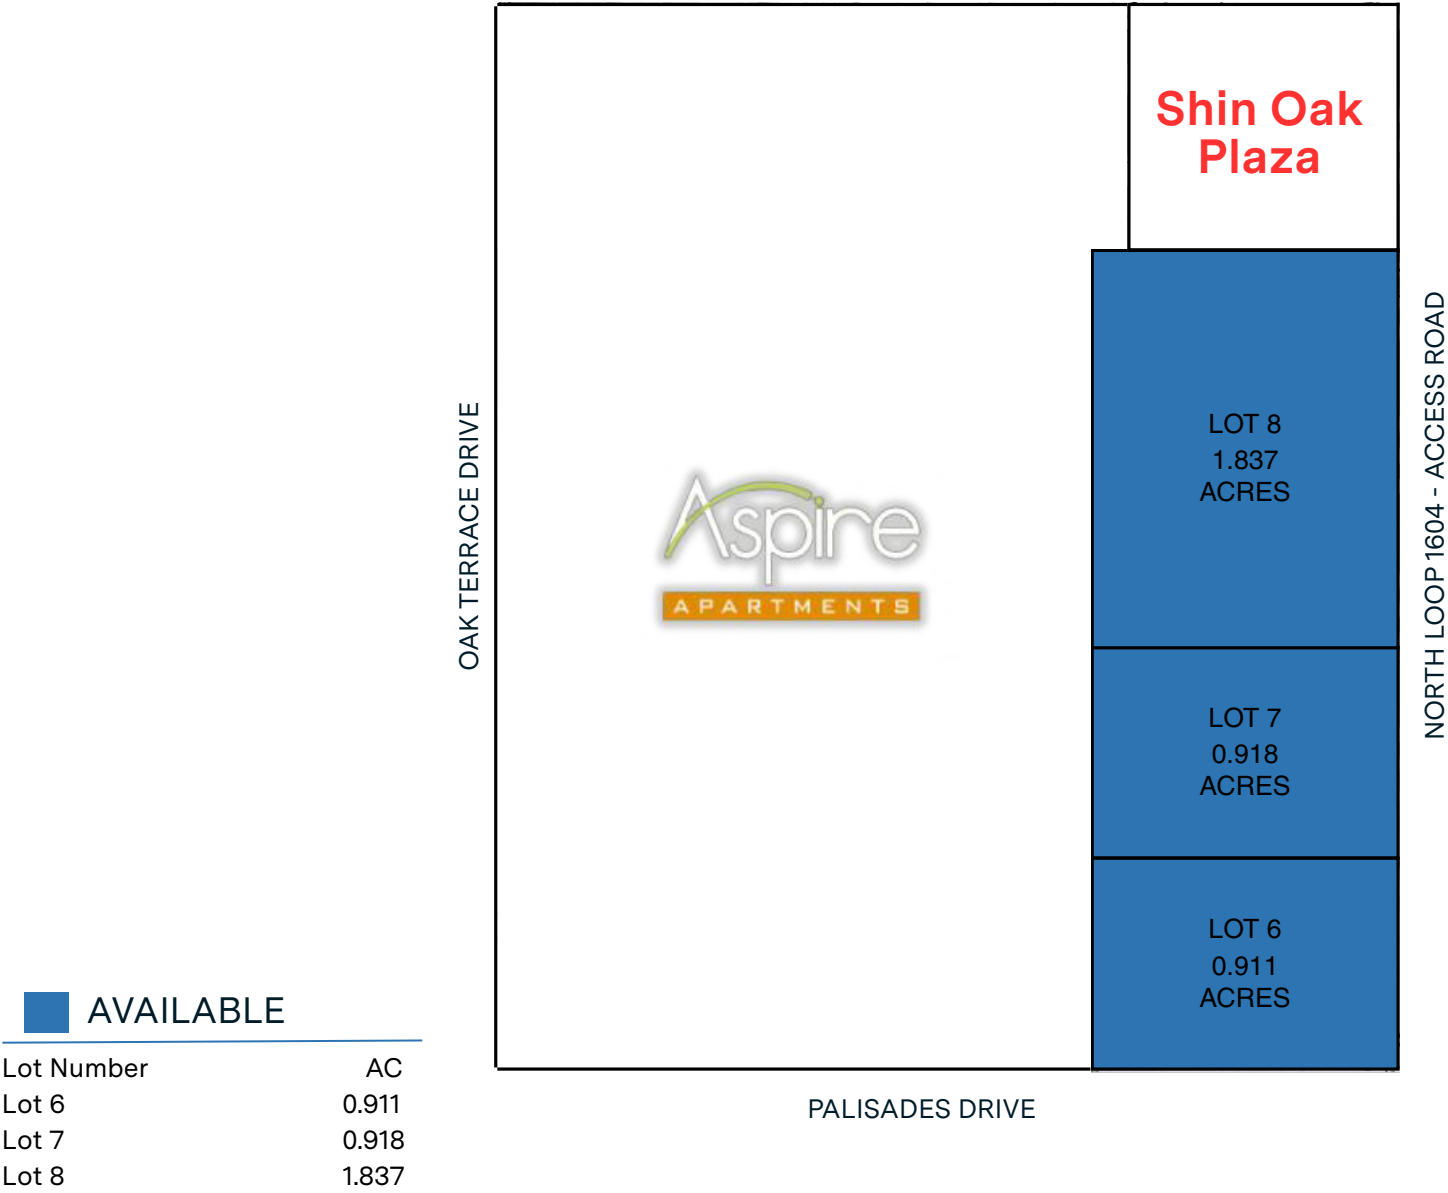 Shin Oak
Plaza
LOT 8
1.837
ACRES
NORTH LOOP 1604 - ACCESS ROAD
OAK TERRACE DRIVE
Aspire
APARTMENTS
LOT 7
0.918
ACRES
LOT 6
0.911
ACRES
AVAILABLE
Lot Number AC
Lot 6 0.911
Lot 7 0.918
Lot 8 1.837
PALISADES DRIVE